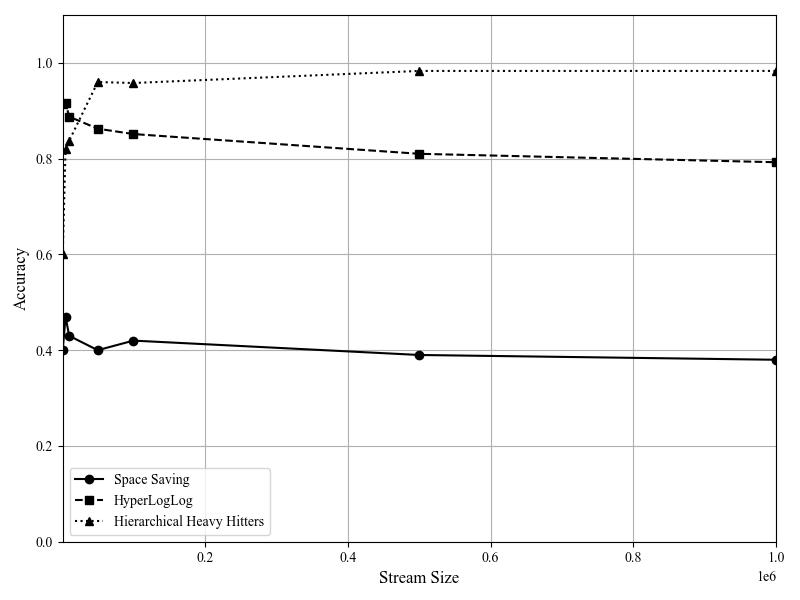 1.0
0.8
0.6
0.4
0.2
0.0
Accuracy
Space Saving
HyperLogLog
Hierarchical Heavy Hitters
0.2 0.4 0.6 0.8 1.0
1e6
Stream Size